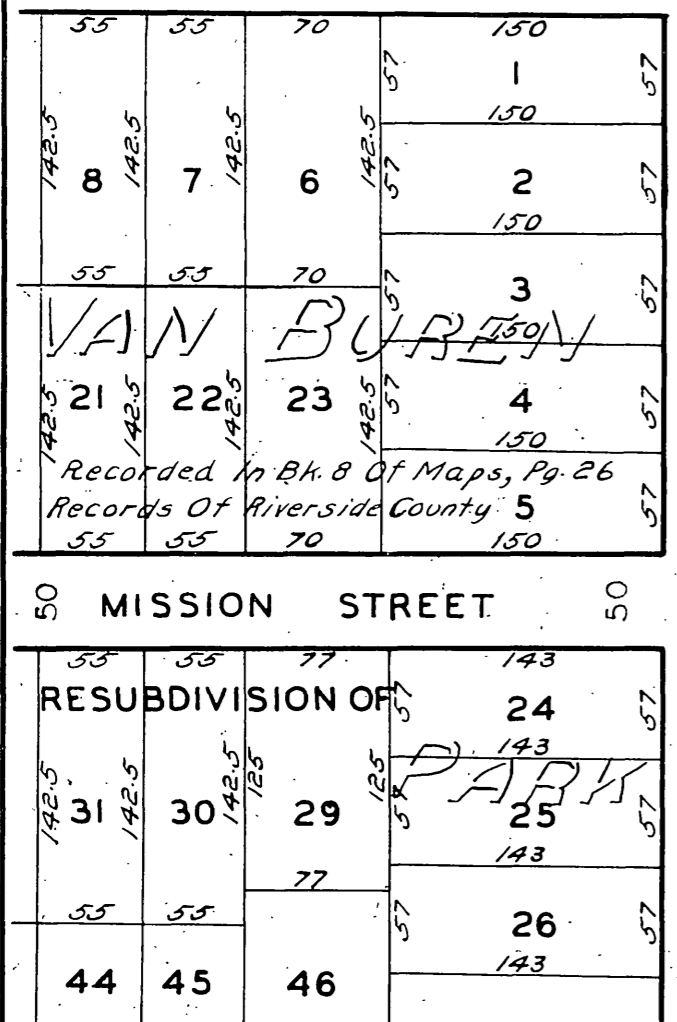 55 55 70 150
57 1 57
150
142.5 142.5 142.5 142.5
8 7 6 57 2 57
150
55 55 70
57 3 57
VAN BUREN
150
142.5 142.5 142.5 142.5
21 22 23 57 4 57
150
Recorded In Bk. 8 Of Maps, Pg. 26
Records Of Riverside County
5 57
55 55 70 150
50 MISSION STREET 50
55 55 77 143
RESUBDIVISION OF
57 24 57
143
PARK
142.5 142.5 142.5 125 125
31 30 29 57 25 57
143
77
55 55
57 26 57
143
44 45 46